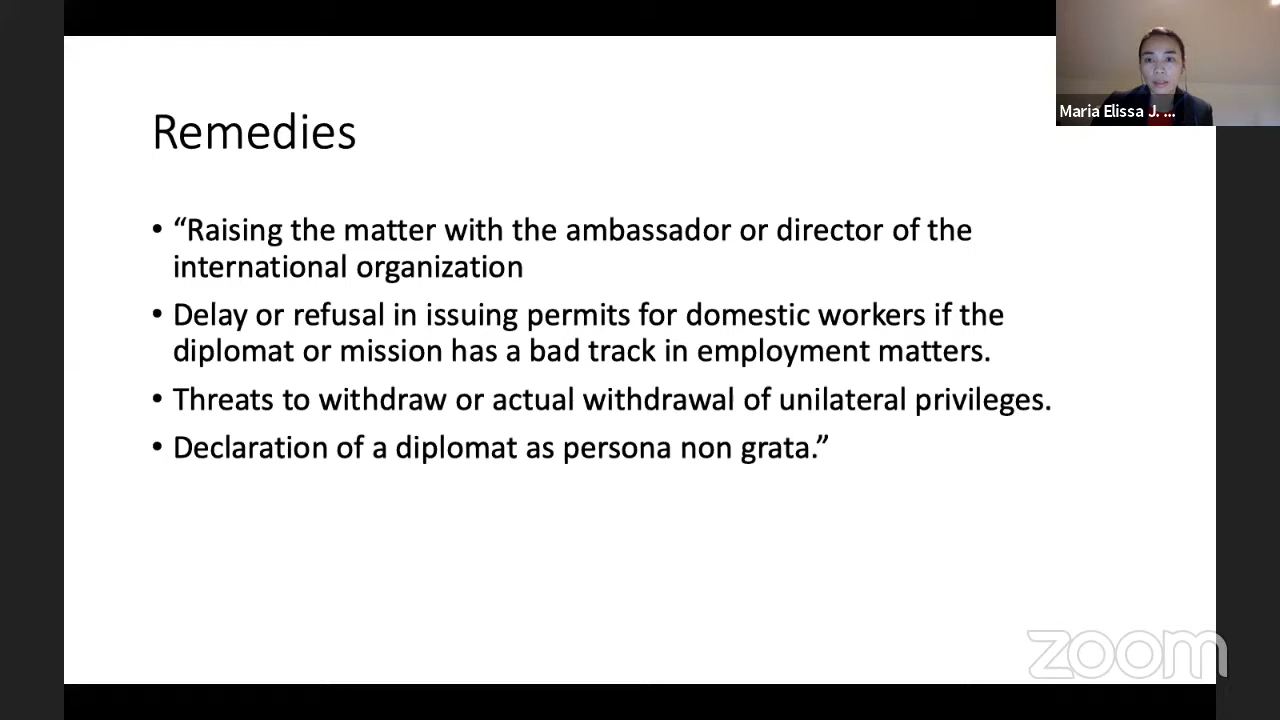 Maria Elissa J. ...
Remedies
• “Raising the matter with the ambassador or director of the
international organization
• Delay or refusal in issuing permits for domestic workers if the
diplomat or mission has a bad track in employment matters.
• Threats to withdraw or actual withdrawal of unilateral privileges.
• Declaration of a diplomat as persona non grata.”
zoom